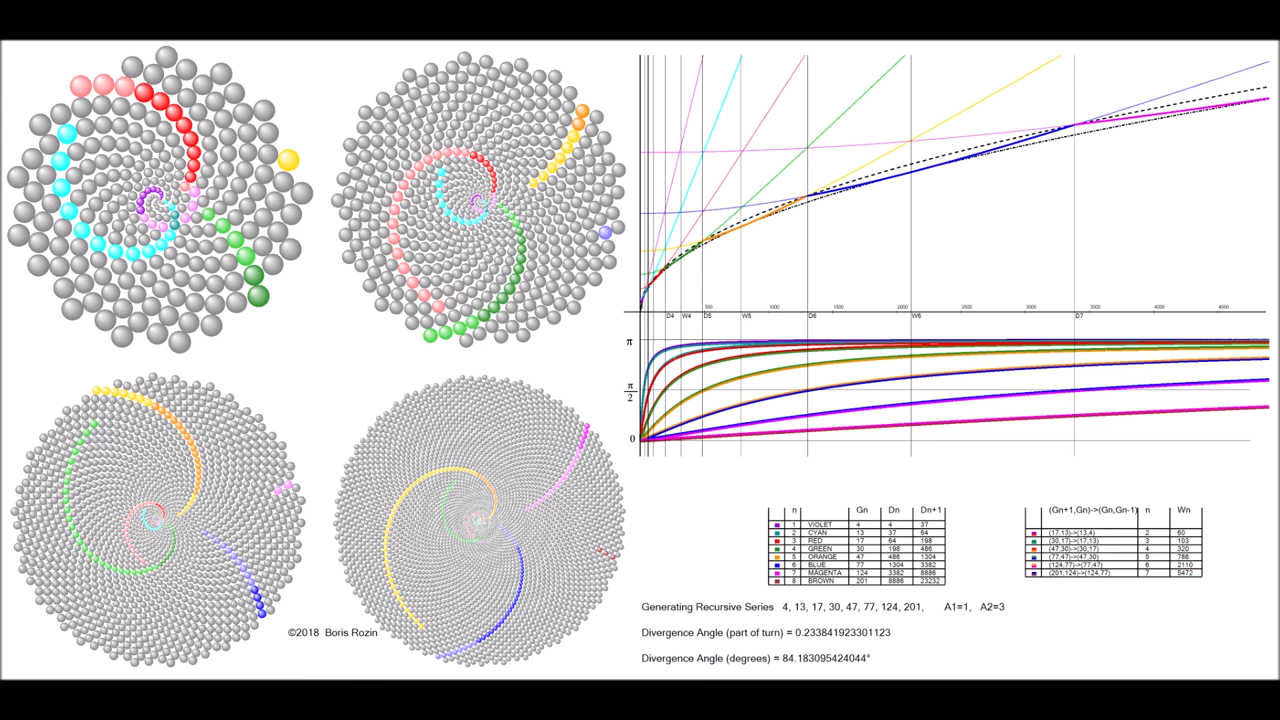 500 1000 1500 2000 2500 3000 3500 4000 4500
D4 W4 D5 W5 D6 W6 D7
π
π
2
0
n Gn Dn Dn+1
1 VIOLET 4 4 37
2 CYAN 13 37 64
3 RED 17 64 198
4 GREEN 30 198 486
5 ORANGE 47 486 1304
6 BLUE 77 1304 3382
7 MAGENTA 124 3382 8886
8 BROWN 201 8886 23232
(Gn+1,Gn)->(Gn,Gn-1) n Wn
(17,13)->(13,4) 2 60
(30,17)->(17,13) 3 103
(47,30)->(30,17) 4 320
(77,47)->(47,30) 5 786
(124,77)->(77,47) 6 2110
(201,124)->(124,77) 7 5472
Generating Recursive Series 4, 13, 17, 30, 47, 77, 124, 201, A1=1, A2=3
©2018 Boris Rozin
Divergence Angle (part of turn) = 0.233841923301123
Divergence Angle (degrees) = 84.183095424044°